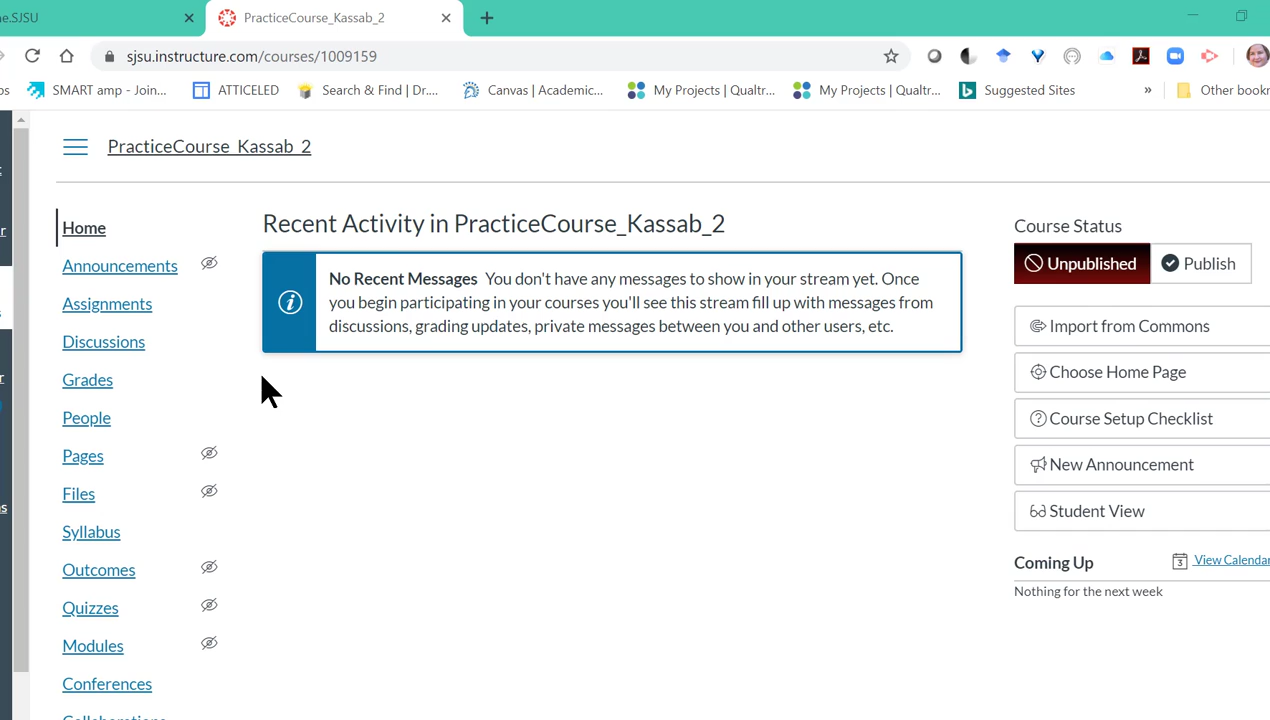 e.SJSU
PracticeCourse_Kassab_2
sjsu.instructure.com/courses/1009159
ps
SMART amp - Join...
ATTICELED
Search & Find | Dr....
Canvas | Academic...
My Projects | Qualtr...
My Projects | Qualtr...
Suggested Sites
»
Other bookr
PracticeCourse_Kassab_2
Home
Announcements
Assignments
Discussions
Grades
People
Pages
Files
Syllabus
Outcomes
Quizzes
Modules
Conferences
Collaborations
Recent Activity in PracticeCourse_Kassab_2
No Recent Messages You don't have any messages to show in your stream yet. Once
you begin participating in your courses you'll see this stream fill up with messages from
discussions, grading updates, private messages between you and other users, etc.
Course Status
Unpublished
Publish
Import from Commons
Choose Home Page
Course Setup Checklist
New Announcement
Student View
Coming Up
3
View Calendar
Nothing for the next week